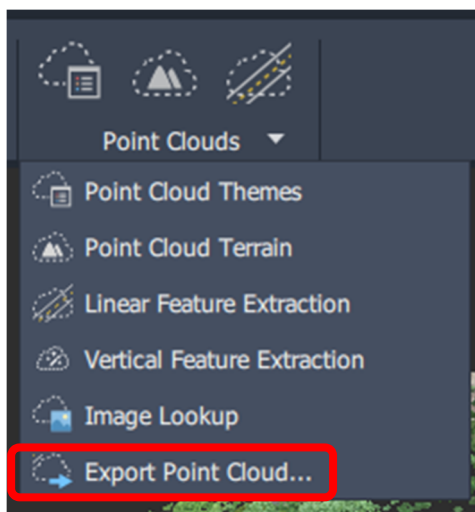 Point Clouds
Point Cloud Themes
Point Cloud Terrain
Linear Feature Extraction
Vertical Feature Extraction
Image Lookup
Export Point Cloud...